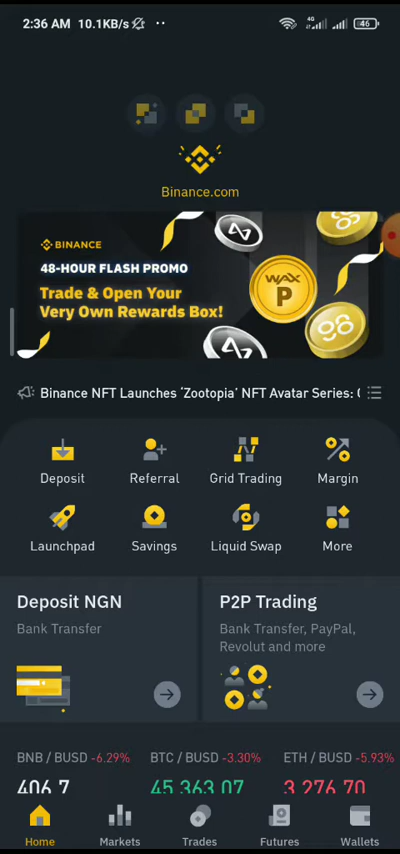 2:36 AM 10.1KB/s
4G
46
Binance.com
BINANCE
48-HOUR FLASH PROMO
Trade & Open Your
Very Own Rewards Box!
WAX
P
Binance NFT Launches ‘Zootopia’ NFT Avatar Series:
Deposit
Referral
Grid Trading
Margin
Launchpad
Savings
Liquid Swap
More
Deposit NGN
Bank Transfer
P2P Trading
Bank Transfer, PayPal,
Revolut and more
BNB / BUSD -6.29%
BTC / BUSD -3.30%
ETH / BUSD -5.93%
406.7
45,363.07
3,276.70
Home
Markets
Trades
Futures
Wallets